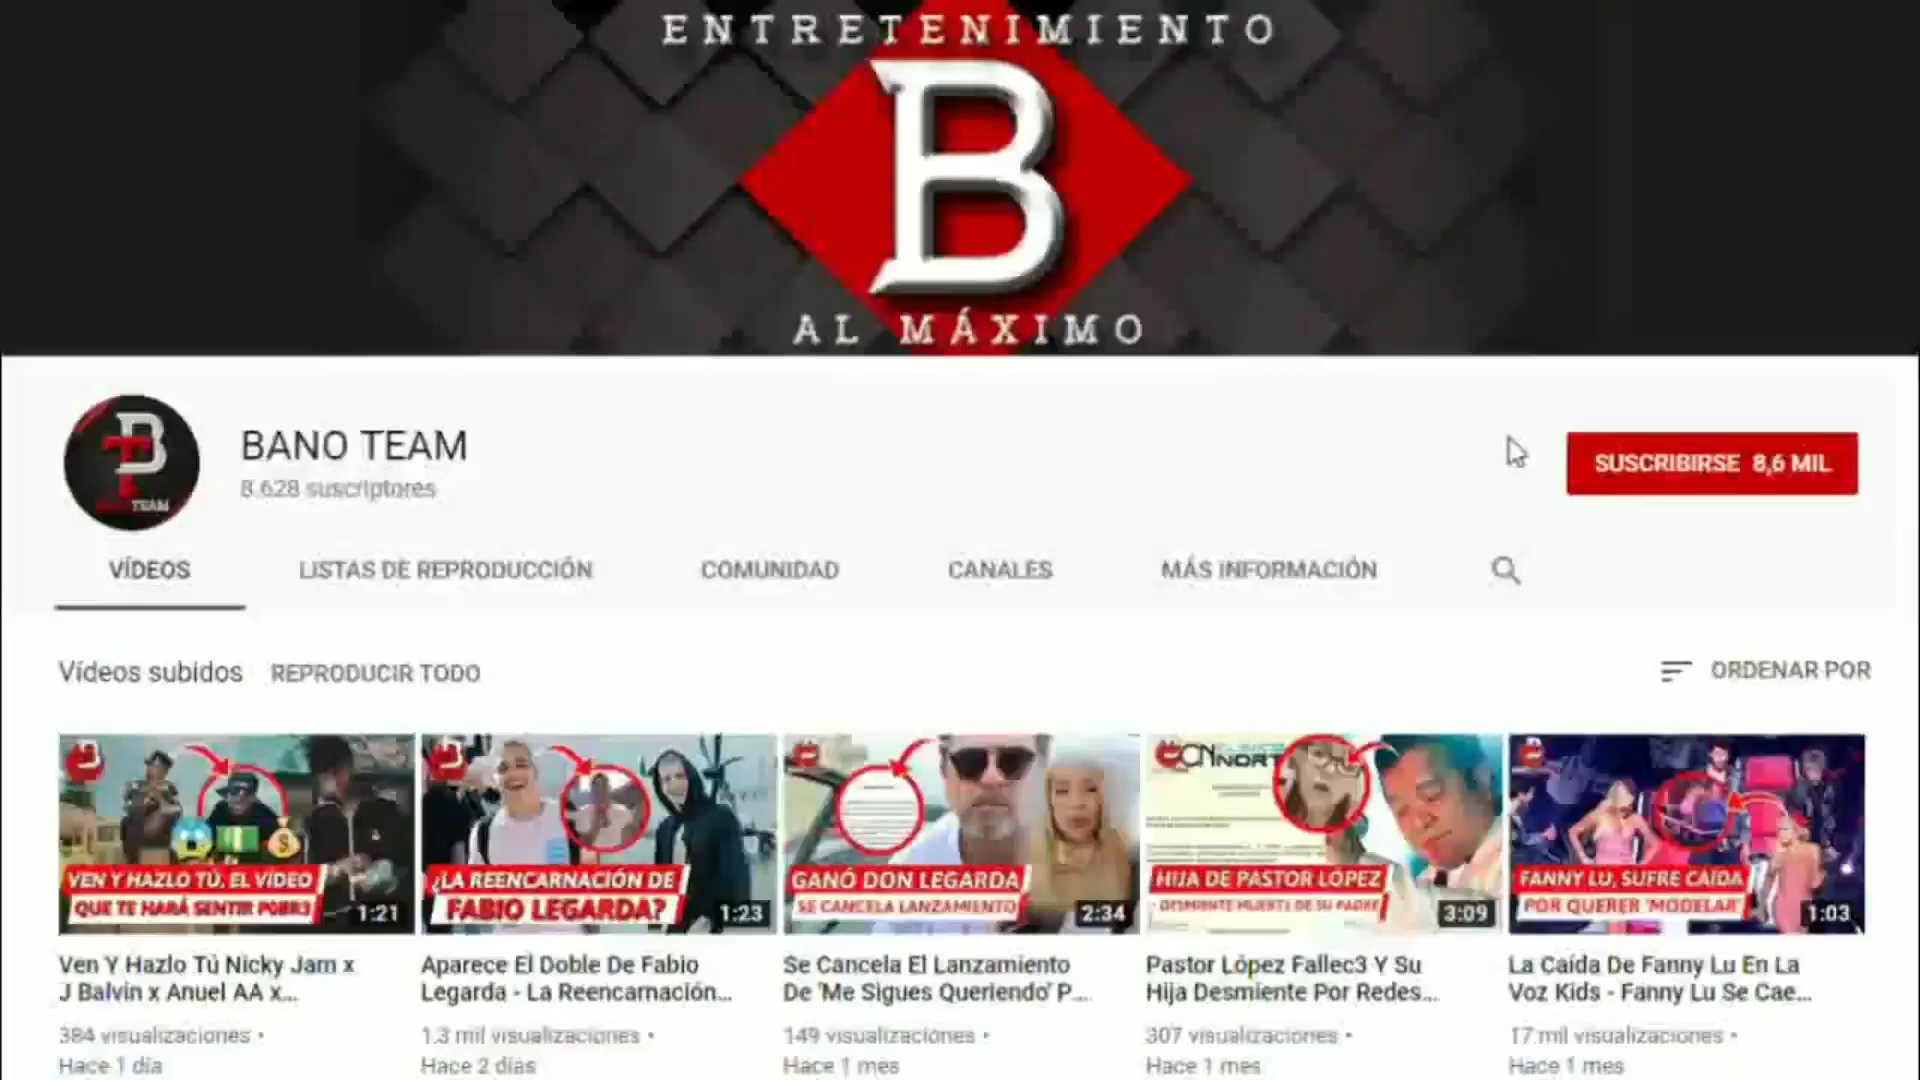 ENTRETENIMIENTO
B
AL MÁXIMO
BANO TEAM
8.628 suscriptores
SUSCRIBIRSE 8,6 MIL
VÍDEOS
LISTAS DE REPRODUCCIÓN
COMUNIDAD
CANALES
MÁS INFORMACIÓN
Vídeos subidos
REPRODUCIR TODO
ORDENAR POR
VEN Y HAZLO TÚ, EL VÍDEO
QUE TE HARÁ SENTIR POBR3
1:21
¿LA REENCARNACIÓN DE
FABIO LEGARDA?
1:23
GANÓ DON LEGARDA
SE CANCELA LANZAMIENTO
2:34
HIJA DE PASTOR LÓPEZ
DESMIENTE MUERTE DE SU PADRE
3:09
FANNY LU, SUFRE CAÍDA
POR QUERER 'MODELAR'
1:03
Ven Y Hazlo Tú Nicky Jam x
J Balvin x Anuel AA x...
384 visualizaciones •
Hace 1 día
Aparece El Doble De Fabio
Legarda - La Reencarnación...
1.3 mil visualizaciones •
Hace 2 días
Se Cancela El Lanzamiento
De 'Me Sigues Queriendo' P...
149 visualizaciones •
Hace 1 mes
Pastor López Fallec3 Y Su
Hija Desmiente Por Redes...
307 visualizaciones •
Hace 1 mes
La Caída De Fanny Lu En La
Voz Kids - Fanny Lu Se Cae...
17 mil visualizaciones •
Hace 1 mes